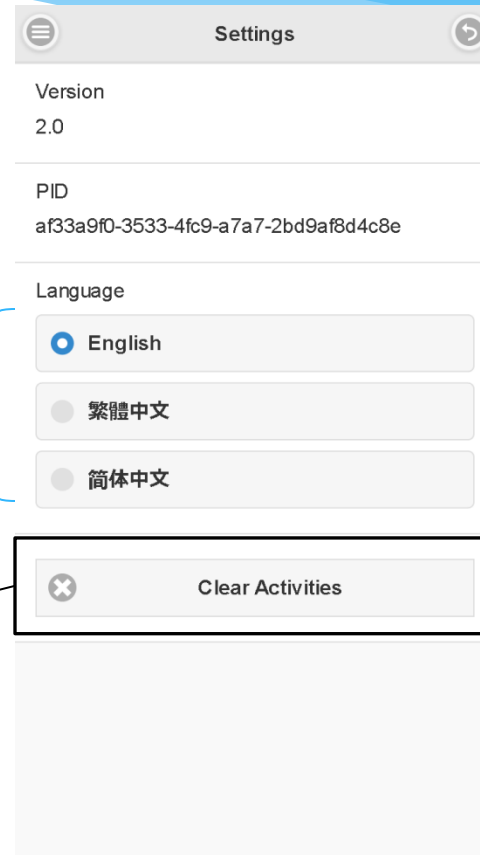 Settings
Version
2.0
PID
af33a9f0-3533-4fc9-a7a7-2bd9af8d4c8e
Language
English
繁體中文
简体中文
Clear Activities